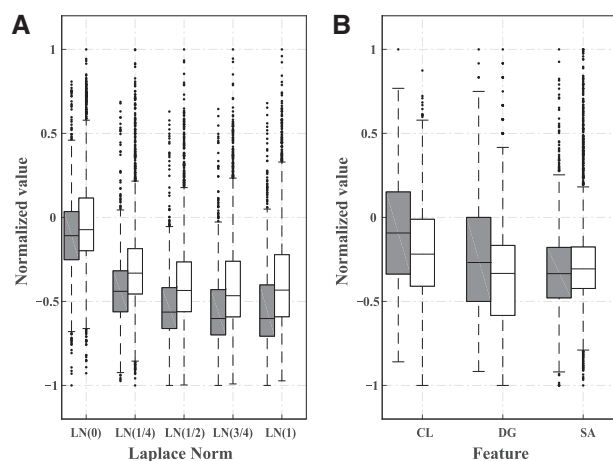 A
B
Normalized value
1
0.5
0
−0.5
−1
LN(0) LN(1/4) LN(1/2) LN(3/4) LN(1)
Laplace Norm
Normalized value
1
0.5
0
−0.5
−1
CL DG SA
Feature